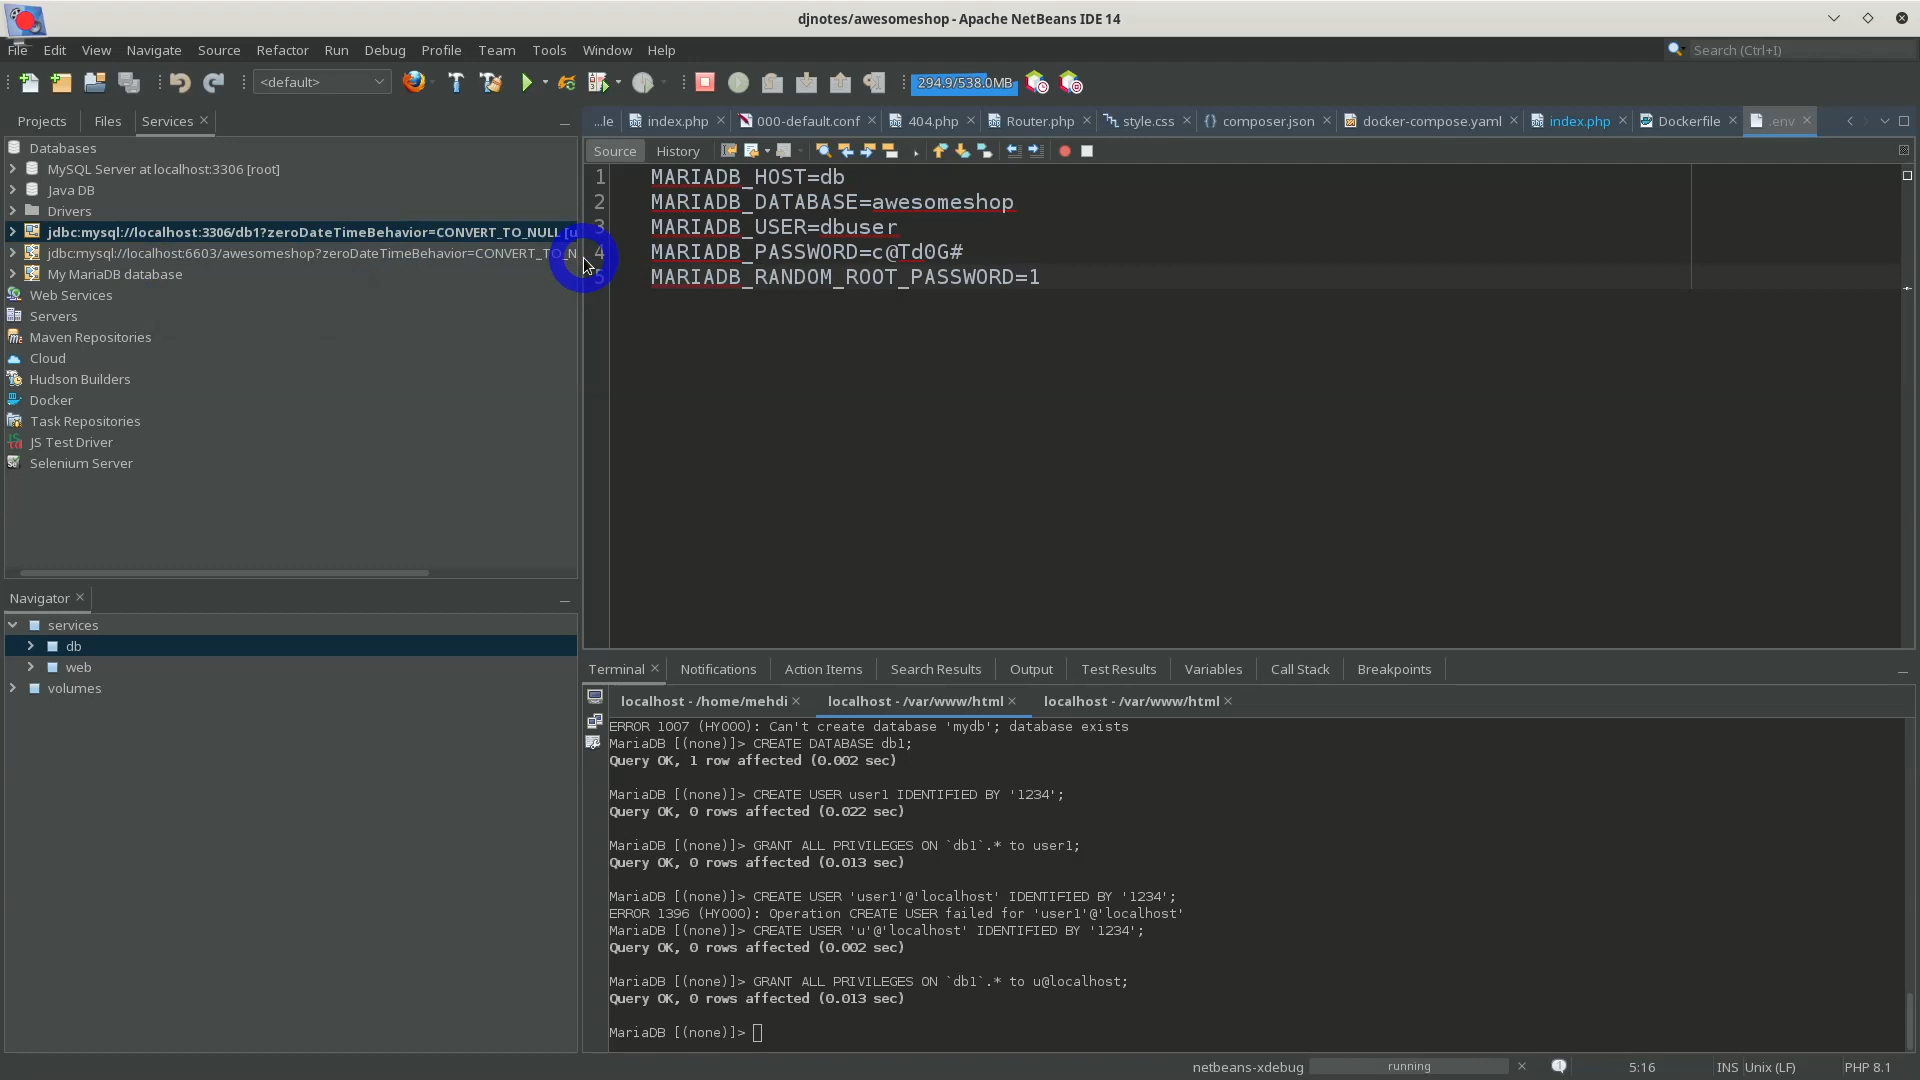 djnotes/awesomeshop - Apache NetBeans IDE 14
File Edit View Navigate Source Refactor Run Debug Profile Team Tools Window Help
Search (Ctrl+I)
<default>
294.9/538.0MB
Projects Files Services
Databases
MySQL Server at localhost:3306 [root]
Java DB
Drivers
jdbc:mysql://localhost:3306/db1?zeroDateTimeBehavior=CONVERT_TO_NULL [u
jdbc:mysql://localhost:6603/awesomeshop?zeroDateTimeBehavior=CONVERT_TO_N
My MariaDB database
Web Services
Servers
Maven Repositories
Cloud
Hudson Builders
Docker
Task Repositories
JS Test Driver
Selenium Server
Navigator
services
db
web
volumes
...le index.php 000-default.conf 404.php Router.php style.css composer.json docker-compose.yaml index.php Dockerfile .env
Source History
1 MARIADB_HOST=db
2 MARIADB_DATABASE=awesomeshop
3 MARIADB_USER=dbuser
4 MARIADB_PASSWORD=c@Td0G#
5 MARIADB_RANDOM_ROOT_PASSWORD=1
Terminal Notifications Action Items Search Results Output Test Results Variables Call Stack Breakpoints
localhost - /home/mehdi localhost - /var/www/html localhost - /var/www/html
ERROR 1007 (HY000): Can't create database 'mydb'; database exists
MariaDB [(none)]> CREATE DATABASE db1;
Query OK, 1 row affected (0.002 sec)
MariaDB [(none)]> CREATE USER user1 IDENTIFIED BY '1234';
Query OK, 0 rows affected (0.022 sec)
MariaDB [(none)]> GRANT ALL PRIVILEGES ON `db1`.* to user1;
Query OK, 0 rows affected (0.013 sec)
MariaDB [(none)]> CREATE USER 'user1'@'localhost' IDENTIFIED BY '1234';
ERROR 1396 (HY000): Operation CREATE USER failed for 'user1'@'localhost'
MariaDB [(none)]> CREATE USER 'u'@'localhost' IDENTIFIED BY '1234';
Query OK, 0 rows affected (0.002 sec)
MariaDB [(none)]> GRANT ALL PRIVILEGES ON `db1`.* to u@localhost;
Query OK, 0 rows affected (0.013 sec)
MariaDB [(none)]>
netbeans-xdebug running 5:16 INS Unix (LF) PHP 8.1